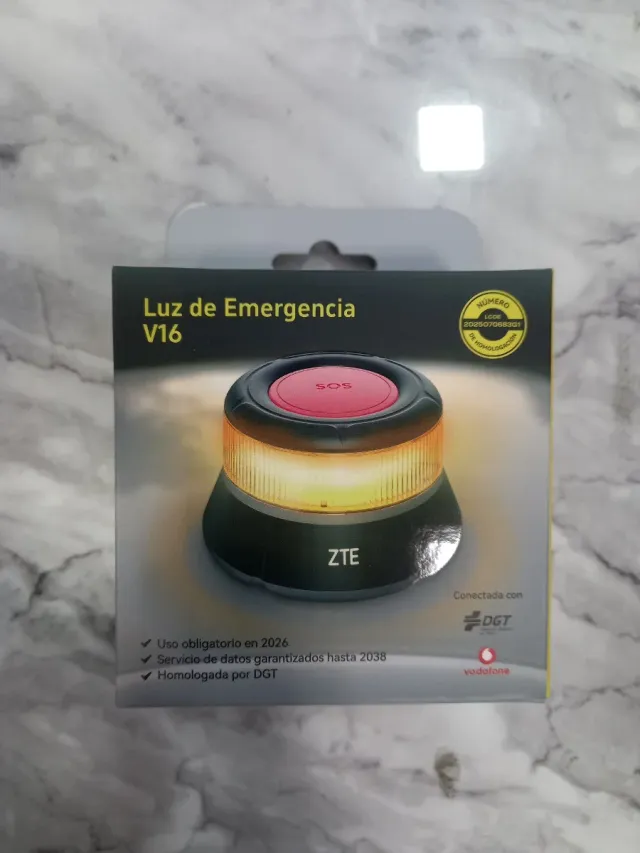 Luz de Emergencia
V16
NÚMERO
LCOE
DE HOMOLOGACIÓN
SOS
ZTE
Conectada con
DGT
vodafone
✓ Uso obligatorio en 2026
✓ Servicio de datos garantizados hasta 2038
✓ Homologada por DGT